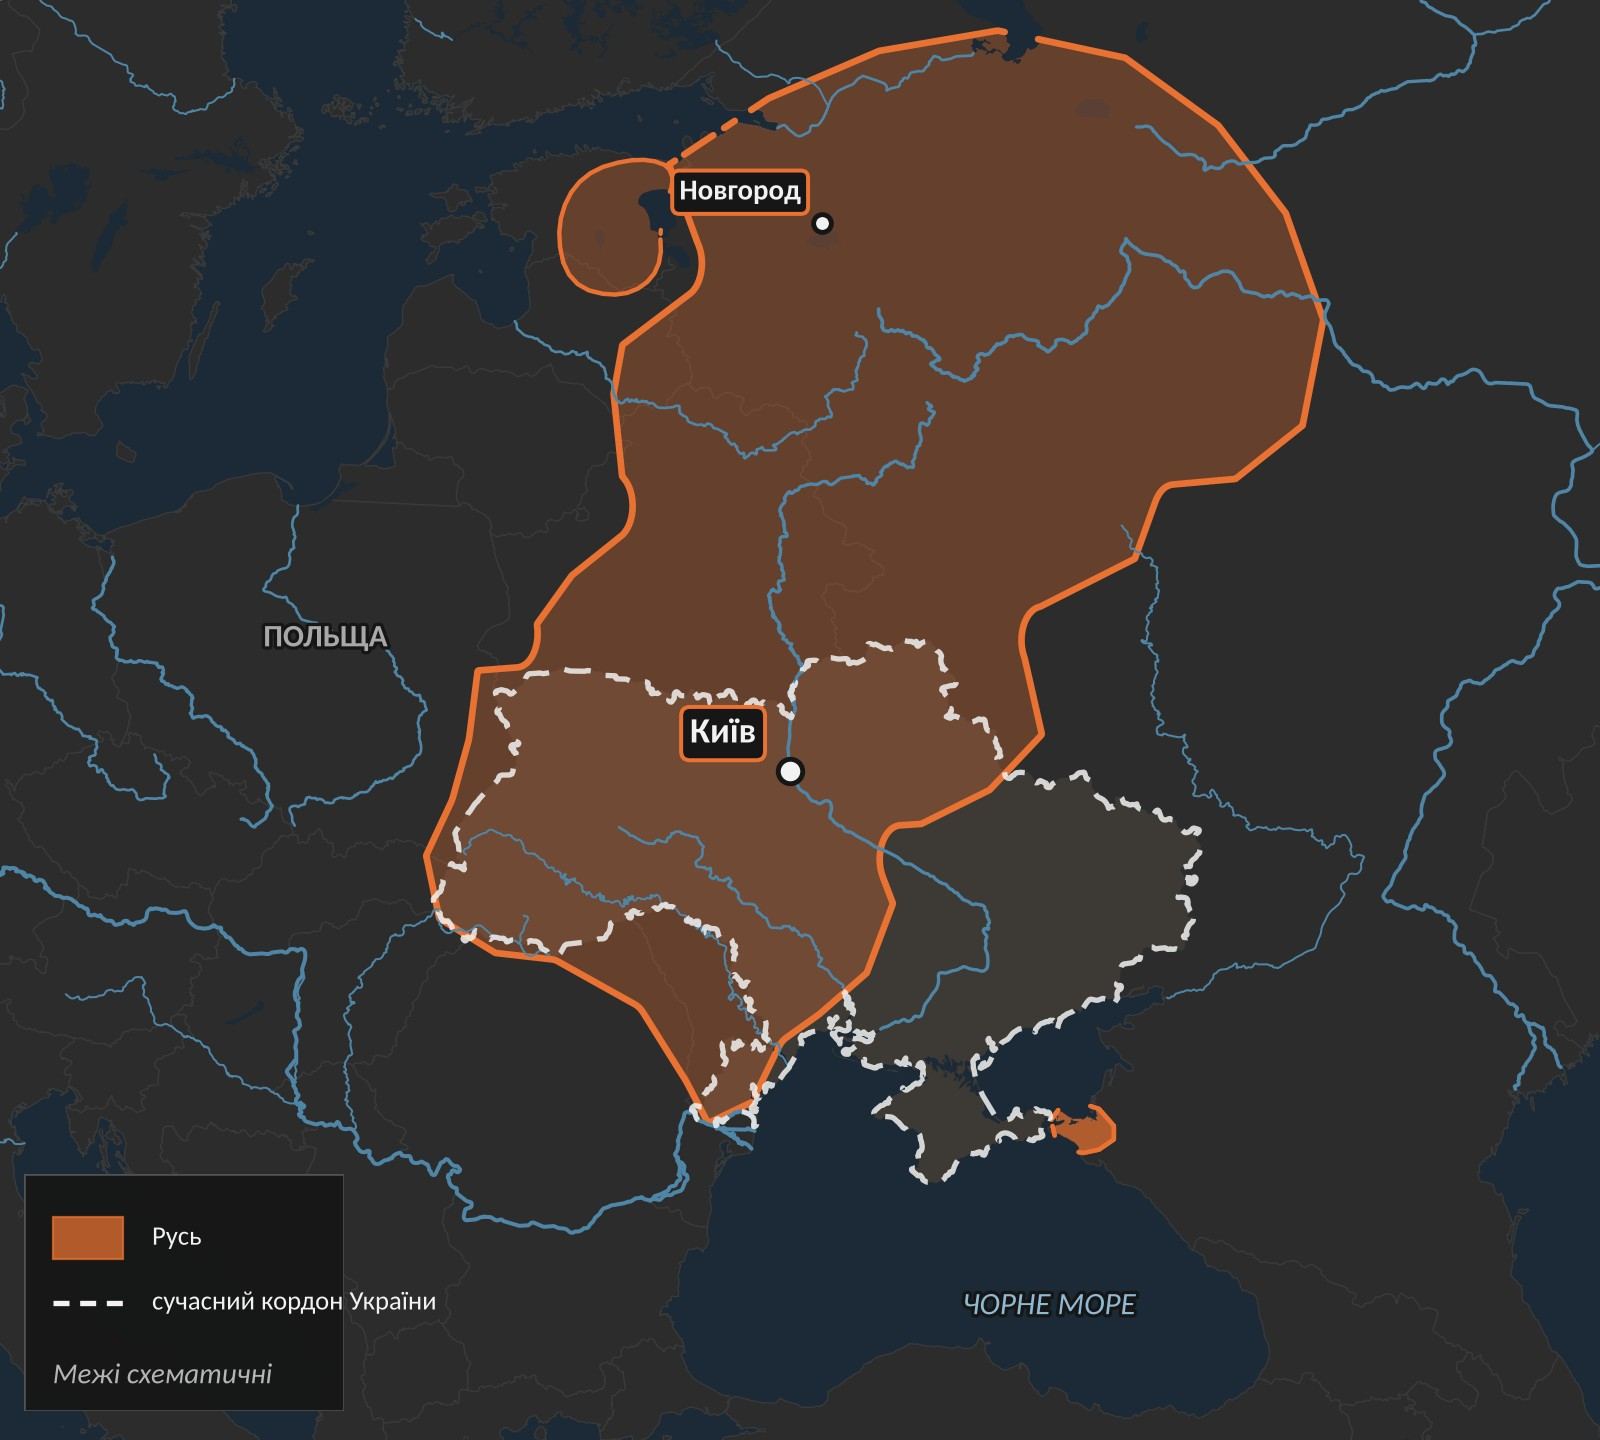 Новгород
ПОЛЬЩА
Київ
Русь
сучасний кордон України
ЧОРНЕ МОРЕ
Межі схематичні